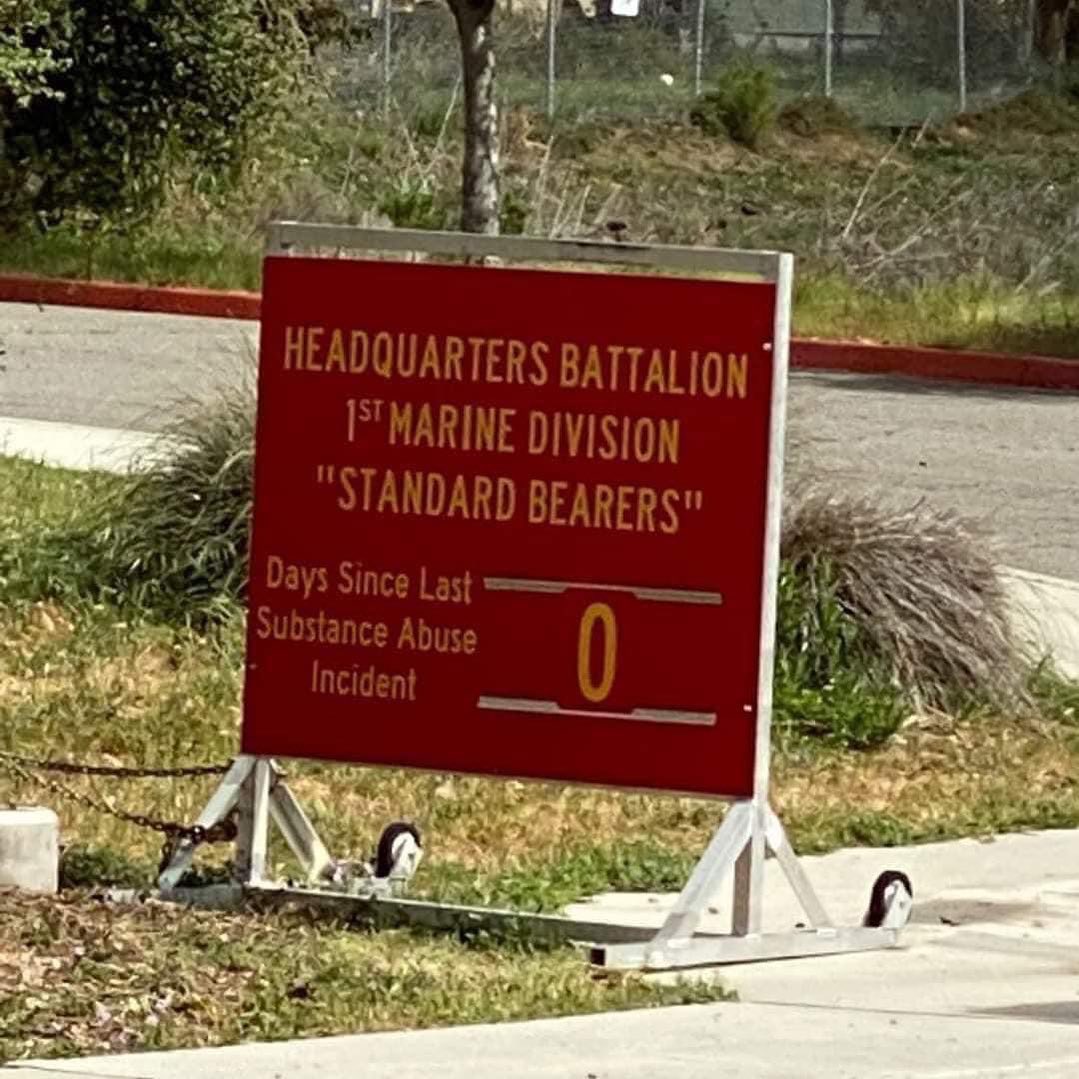 HEADQUARTERS BATTALION
1ST MARINE DIVISION
"STANDARD BEARERS"
Days Since Last
Substance Abuse
Incident
0